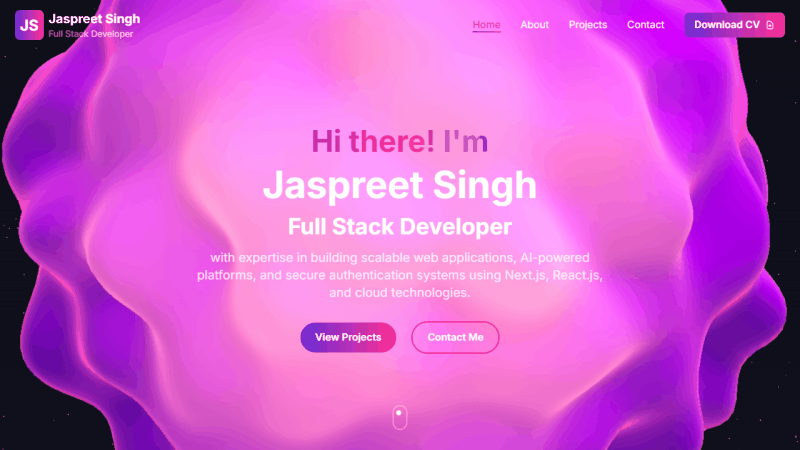 JS
Jaspreet Singh
Full Stack Developer
Home
About
Projects
Contact
Download CV
Hi there! I'm
Jaspreet Singh
Full Stack Developer
with expertise in building scalable web applications, AI-powered
platforms, and secure authentication systems using Next.js, React.js,
and cloud technologies.
View Projects
Contact Me